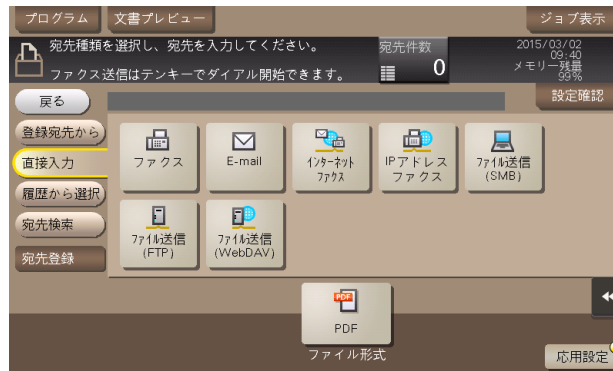 プログラム
文書プレビュー
ジョブ表示
宛先種類を選択し、宛先を入力してください。
ファクス送信はテンキーでダイアル開始できます。
宛先件数
0
2015/03/02
09:40
メモリー残量
99%
戻る
設定確認
登録宛先から
直接入力
履歴から選択
宛先検索
宛先登録
ファクス
E-mail
インターネット
ファクス
IPアドレス
ファクス
ファイル送信
(SMB)
ファイル送信
(FTP)
ファイル送信
(WebDAV)
PDF
PDF
ファイル形式
応用設定